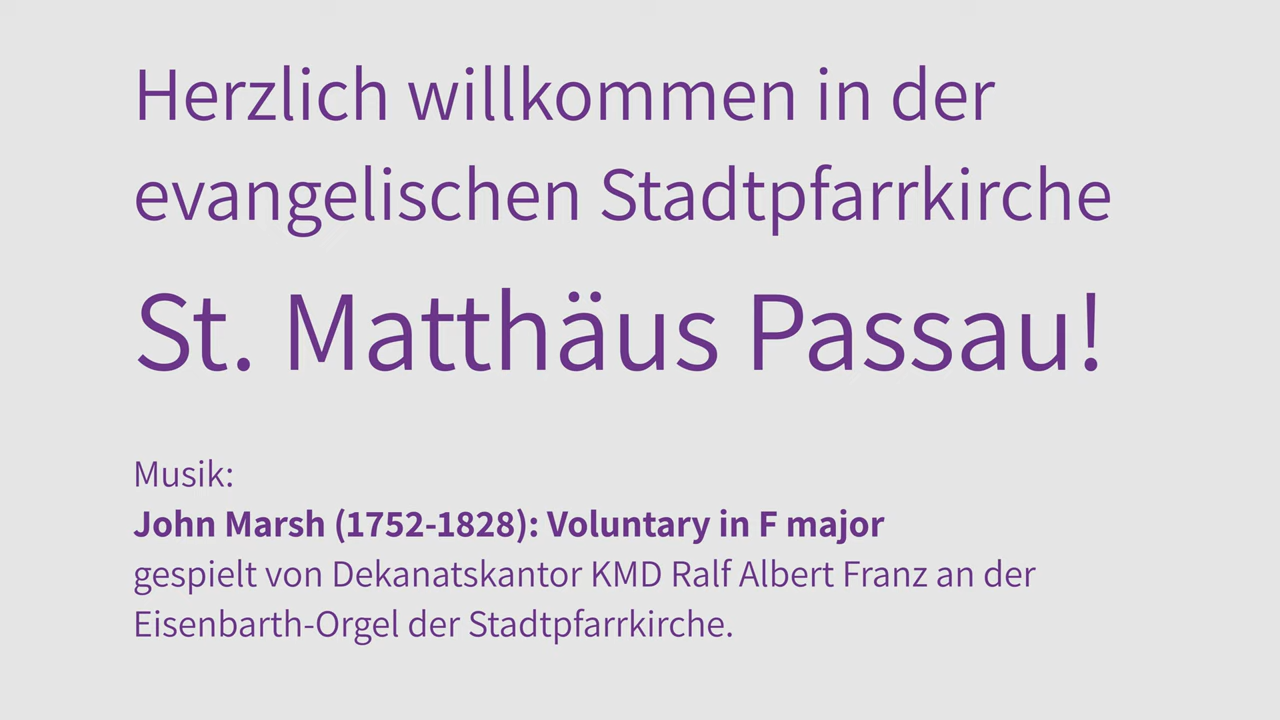 Herzlich willkommen in der
evangelischen Stadtpfarrkirche
St. Matthäus Passau!
Musik:
John Marsh (1752-1828): Voluntary in F major
gespielt von Dekanatskantor KMD Ralf Albert Franz an der
Eisenbarth-Orgel der Stadtpfarrkirche.